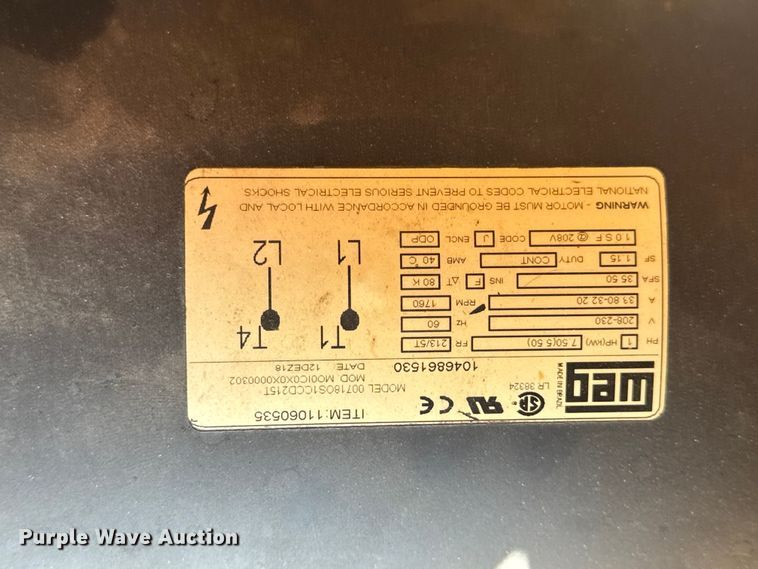 WEG
MADE IN BRAZIL
LR 38324
SA
CE
ITEM:11060535
MODEL 00718OS1CCD215T
MOD. M00IC0X0X0000302
DATE 12DEZ18
1046861530
PH 1 HP(kW) 7.50(5.50) FR 213/5T
V 208-230 HZ 60
A 33.80-32.20 RPM 1760
SFA 35.50 INS F ΔT 80 K
SF 1.15 DUTY CONT AMB 40°C
1.0 S.F. @ 208V CODE J ENCL ODP
T1 T4
L1 L2
WARNING - MOTOR MUST BE GROUNDED IN ACCORDANCE WITH LOCAL AND
NATIONAL ELECTRICAL CODES TO PREVENT SERIOUS ELECTRICAL SHOCKS
Purple Wave Auction